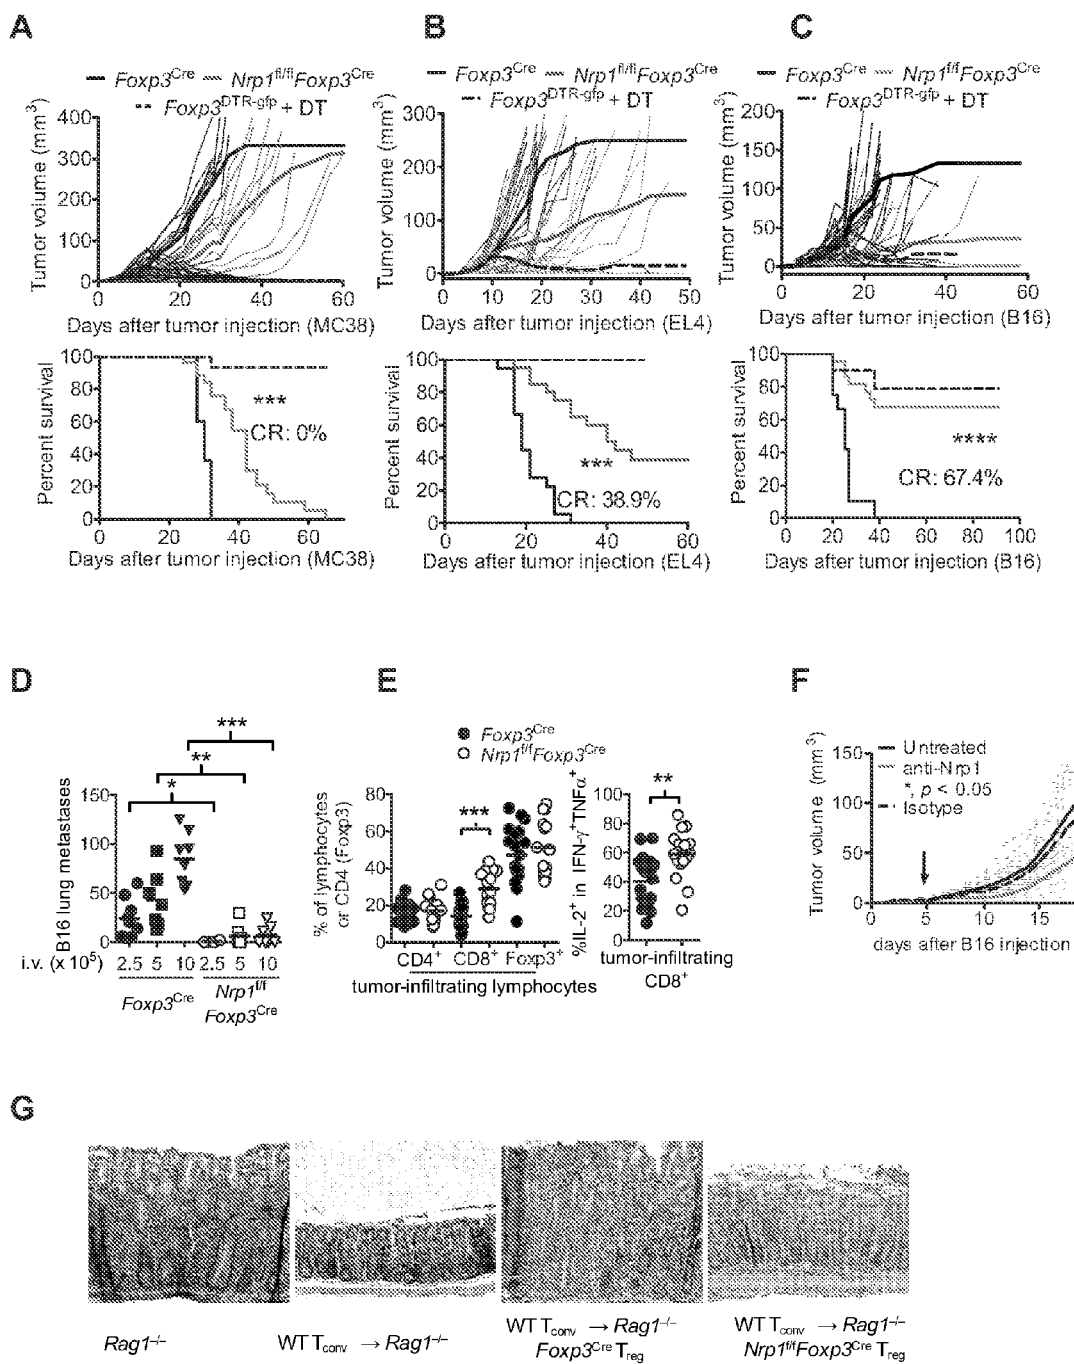 A
Foxp3Cre Nrp1fl/flFoxp3Cre
Foxp3DTR-gfp + DT
Tumor volume (mm3)
400
300
200
100
0
0 20 40 60
Days after tumor injection (MC38)
Percent survival
100
80
60
40
20
0
***
CR: 0%
0 20 40 60
Days after tumor injection (MC38)
B
Foxp3Cre Nrp1fl/flFoxp3Cre
Foxp3DTR-gfp + DT
Tumor volume (mm3)
300
200
100
0
0 10 20 30 40 50
Days after tumor injection (EL4)
Percent survival
100
80
60
40
20
0
***
CR: 38.9%
0 20 40 60
Days after tumor injection (EL4)
C
Foxp3Cre Nrp1f/fFoxp3Cre
Foxp3DTR-gfp + DT
Tumor volume (mm3)
200
150
100
50
0
0 20 40 60
Days after tumor injection (B16)
Percent survival
100
80
60
40
20
0
****
CR: 67.4%
0 20 40 60 80 100
Days after tumor injection (B16)
D
***
**
*
B16 lung metastases
150
100
50
0
i.v. (x 105) 2.5 5 10 2.5 5 10
Foxp3Cre Nrp1f/f
Foxp3Cre
E
Foxp3Cre
Nrp1f/fFoxp3Cre
% of lymphocytes
or CD4 (Foxp3)
80
60
40
20
0
***
CD4+ CD8+ Foxp3+
tumor-infiltrating lymphocytes
%IL-2+ in IFN-γ+TNFα+
100
80
60
40
20
0
**
tumor-infiltrating
CD8+
F
Tumor volume (mm3)
150
100
50
0
Untreated
anti-Nrp1
*, p < 0.05
Isotype
0 5 10 15
days after B16 injection
G
Rag1-/-
WT Tconv → Rag1-/-
WT Tconv → Rag1-/-
Foxp3Cre Treg
WT Tconv → Rag1-/-
Nrp1f/fFoxp3Cre Treg